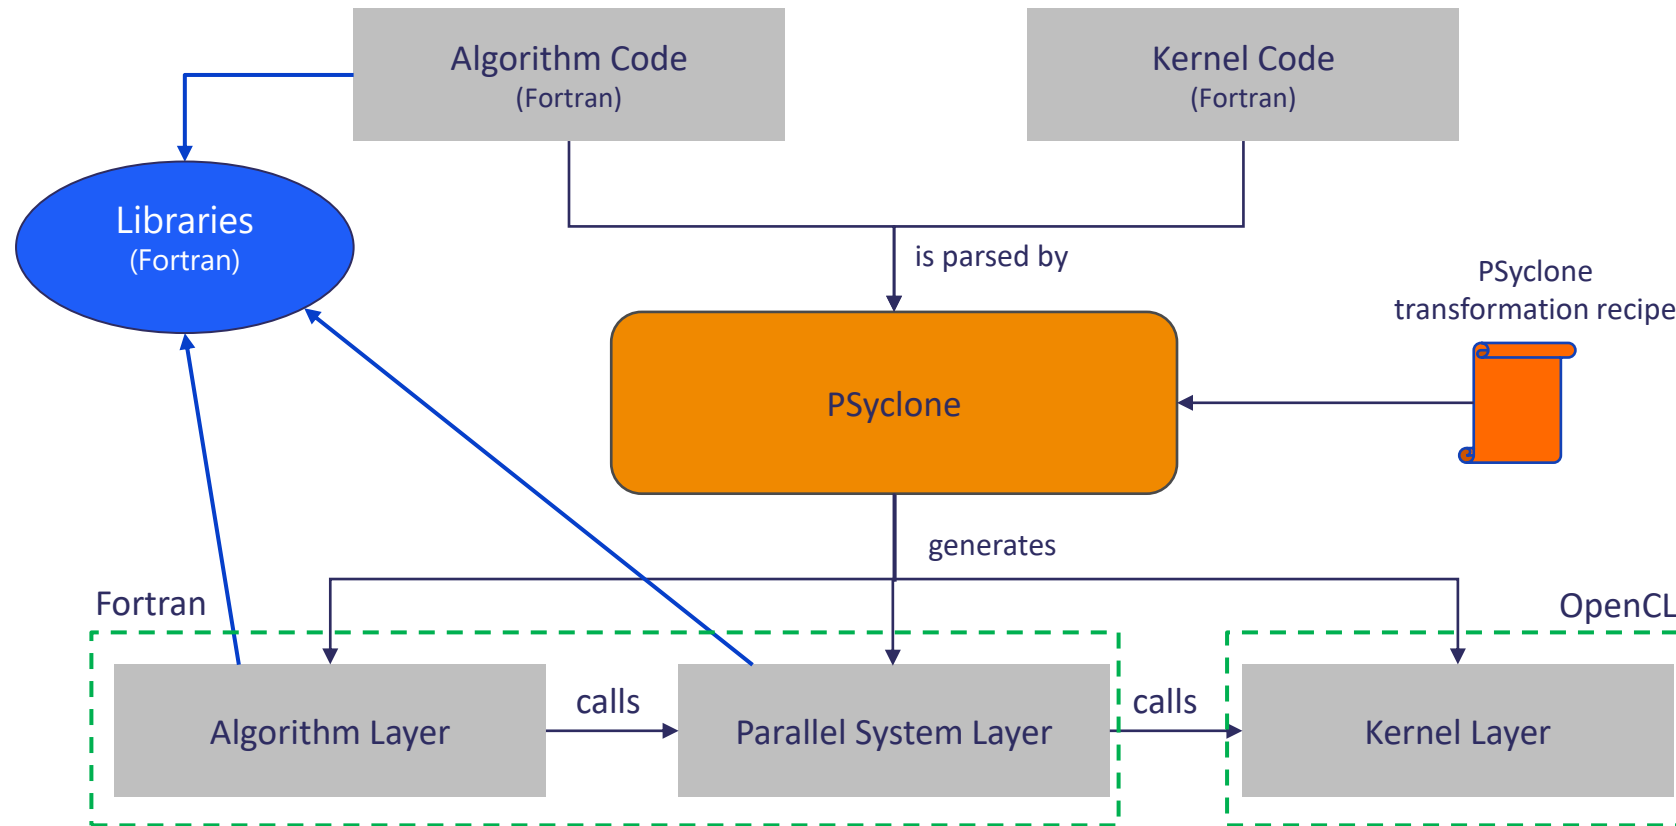 Algorithm Code
(Fortran)
Kernel Code
(Fortran)
Libraries
(Fortran)
is parsed by
PSyclone
transformation recipe
PSyclone
generates
Fortran
OpenCL
Algorithm Layer
calls
Parallel System Layer
calls
Kernel Layer